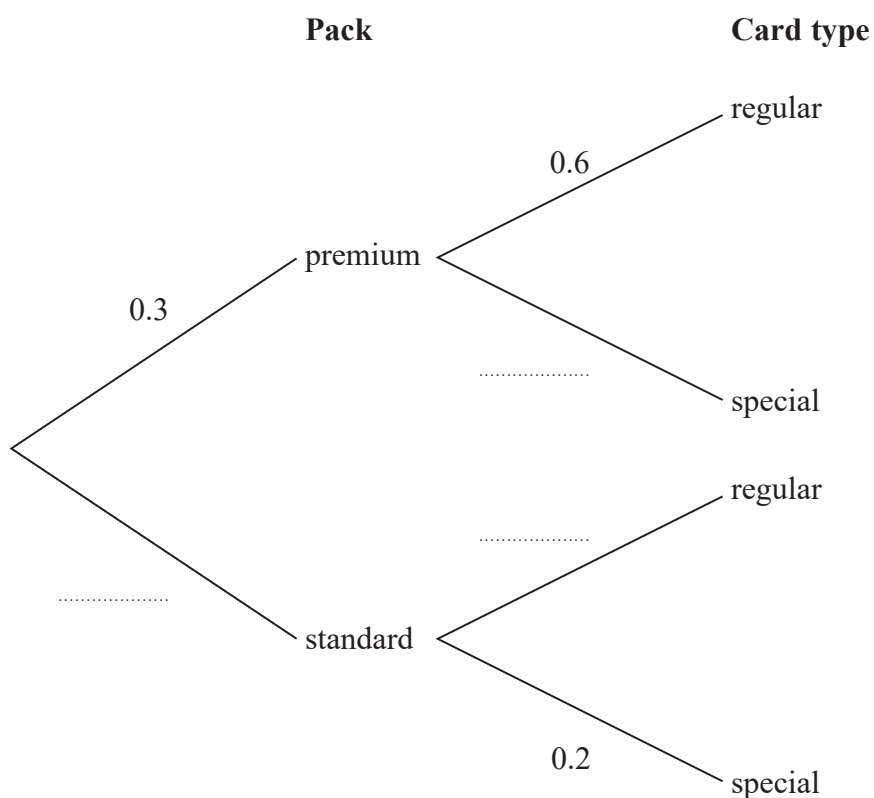 Pack Card type
regular
0.6
premium
0.3
....................
special
regular
....................
....................
standard
0.2
special